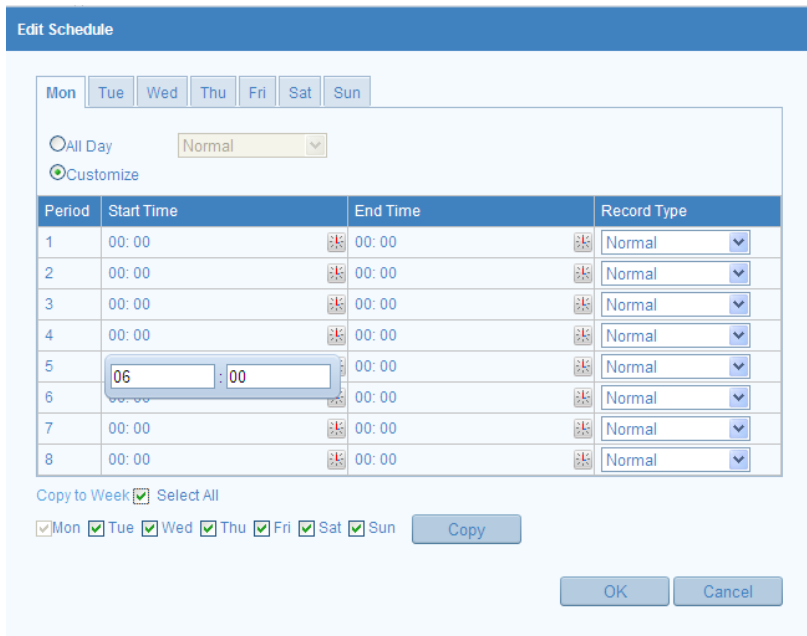 Edit Schedule
Mon Tue Wed Thu Fri Sat Sun
All Day Normal
Customize
Period Start Time End Time Record Type
1 00: 00 00: 00 Normal
2 00: 00 00: 00 Normal
3 00: 00 00: 00 Normal
4 00: 00 00: 00 Normal
5 00: 00 Normal
06 : 00
6 00: 00 Normal
7 00: 00 00: 00 Normal
8 00: 00 00: 00 Normal
Copy to Week Select All
Mon Tue Wed Thu Fri Sat Sun Copy
OK Cancel